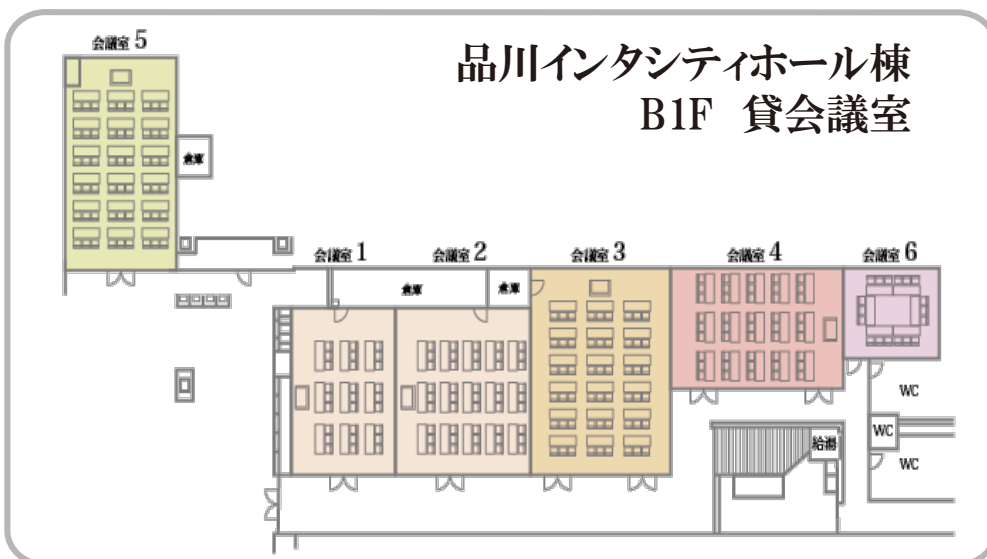 会議室 5
品川インタシティホール棟
B1F 貸会議室
倉庫
会議室 1
会議室 2
会議室 3
会議室 4
会議室 6
倉庫
倉庫
WC
WC
給湯
WC